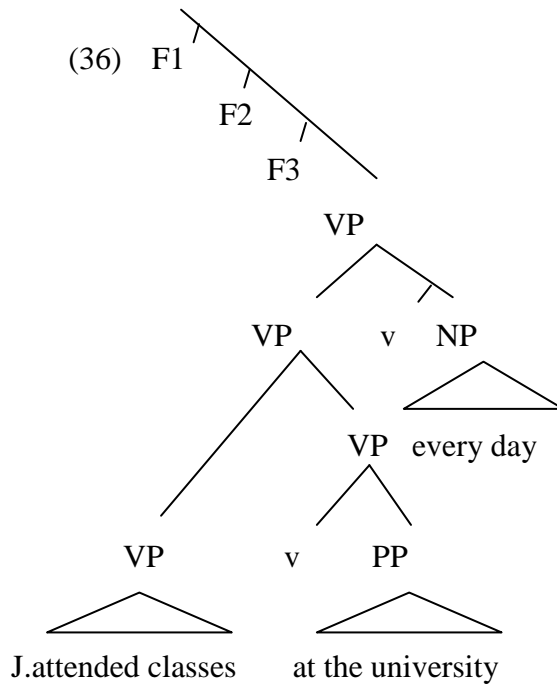 (36) F1
F2
F3
VP
VP v NP
VP every day
VP v PP
J.attended classes at the university